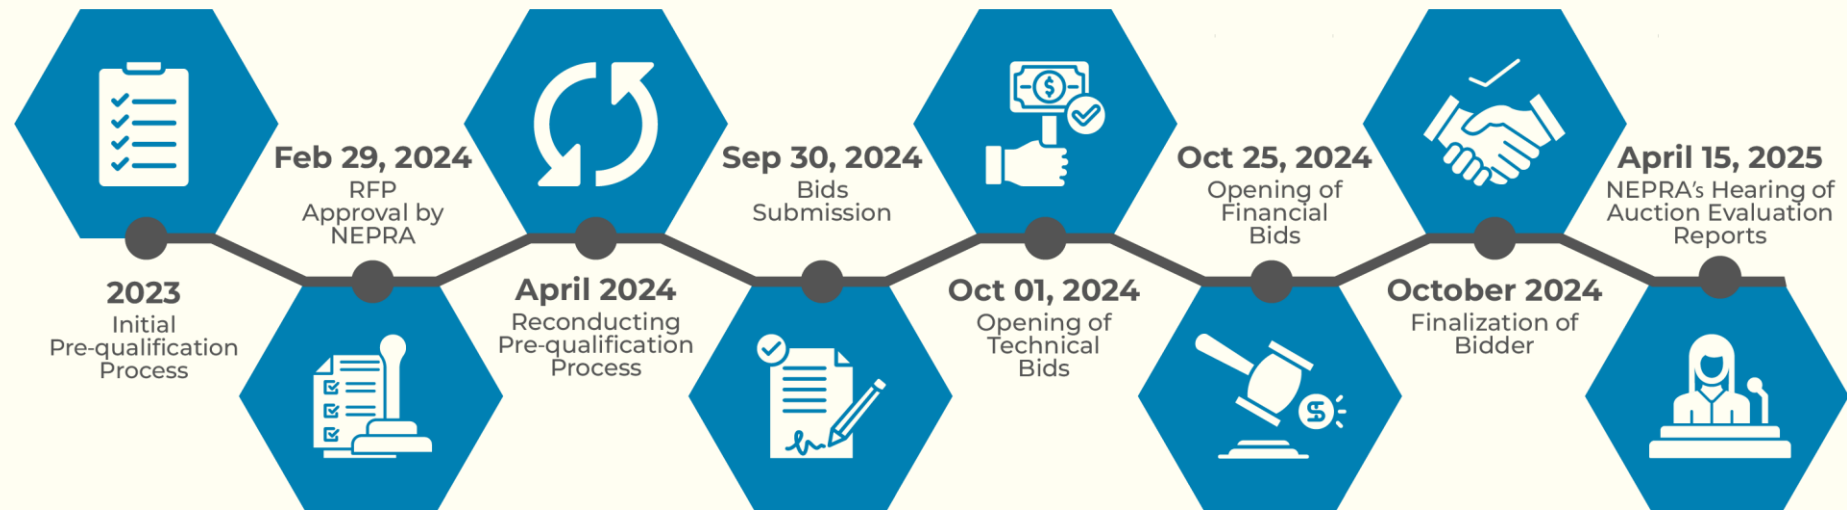 2023
Initial
Pre-qualification
Process
Feb 29, 2024
RFP
Approval by
NEPRA
April 2024
Reconducting
Pre-qualification
Process
Sep 30, 2024
Bids
Submission
Oct 01, 2024
Opening of
Technical
Bids
Oct 25, 2024
Opening of
Financial
Bids
October 2024
Finalization of
Bidder
April 15, 2025
NEPRA's Hearing of
Auction Evaluation
Reports